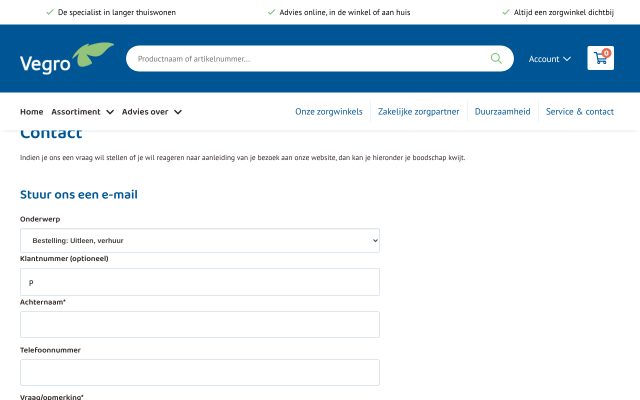 De specialist in langer thuiswonen
Advies online, in de winkel of aan huis
Altijd een zorgwinkel dichtbij
Vegro
Productnaam of artikelnummer...
Account
0
Home
Assortiment
Advies over
Onze zorgwinkels
Zakelijke zorgpartner
Duurzaamheid
Service & contact
Contact
Indien je ons een vraag wil stellen of je wil reageren naar aanleiding van je bezoek aan onze website, dan kan je hieronder je boodschap kwijt.
Stuur ons een e-mail
Onderwerp
Bestelling: Uitleen, verhuur
Klantnummer (optioneel)
p
Achternaam*
Telefoonnummer
Vraag/opmerking*